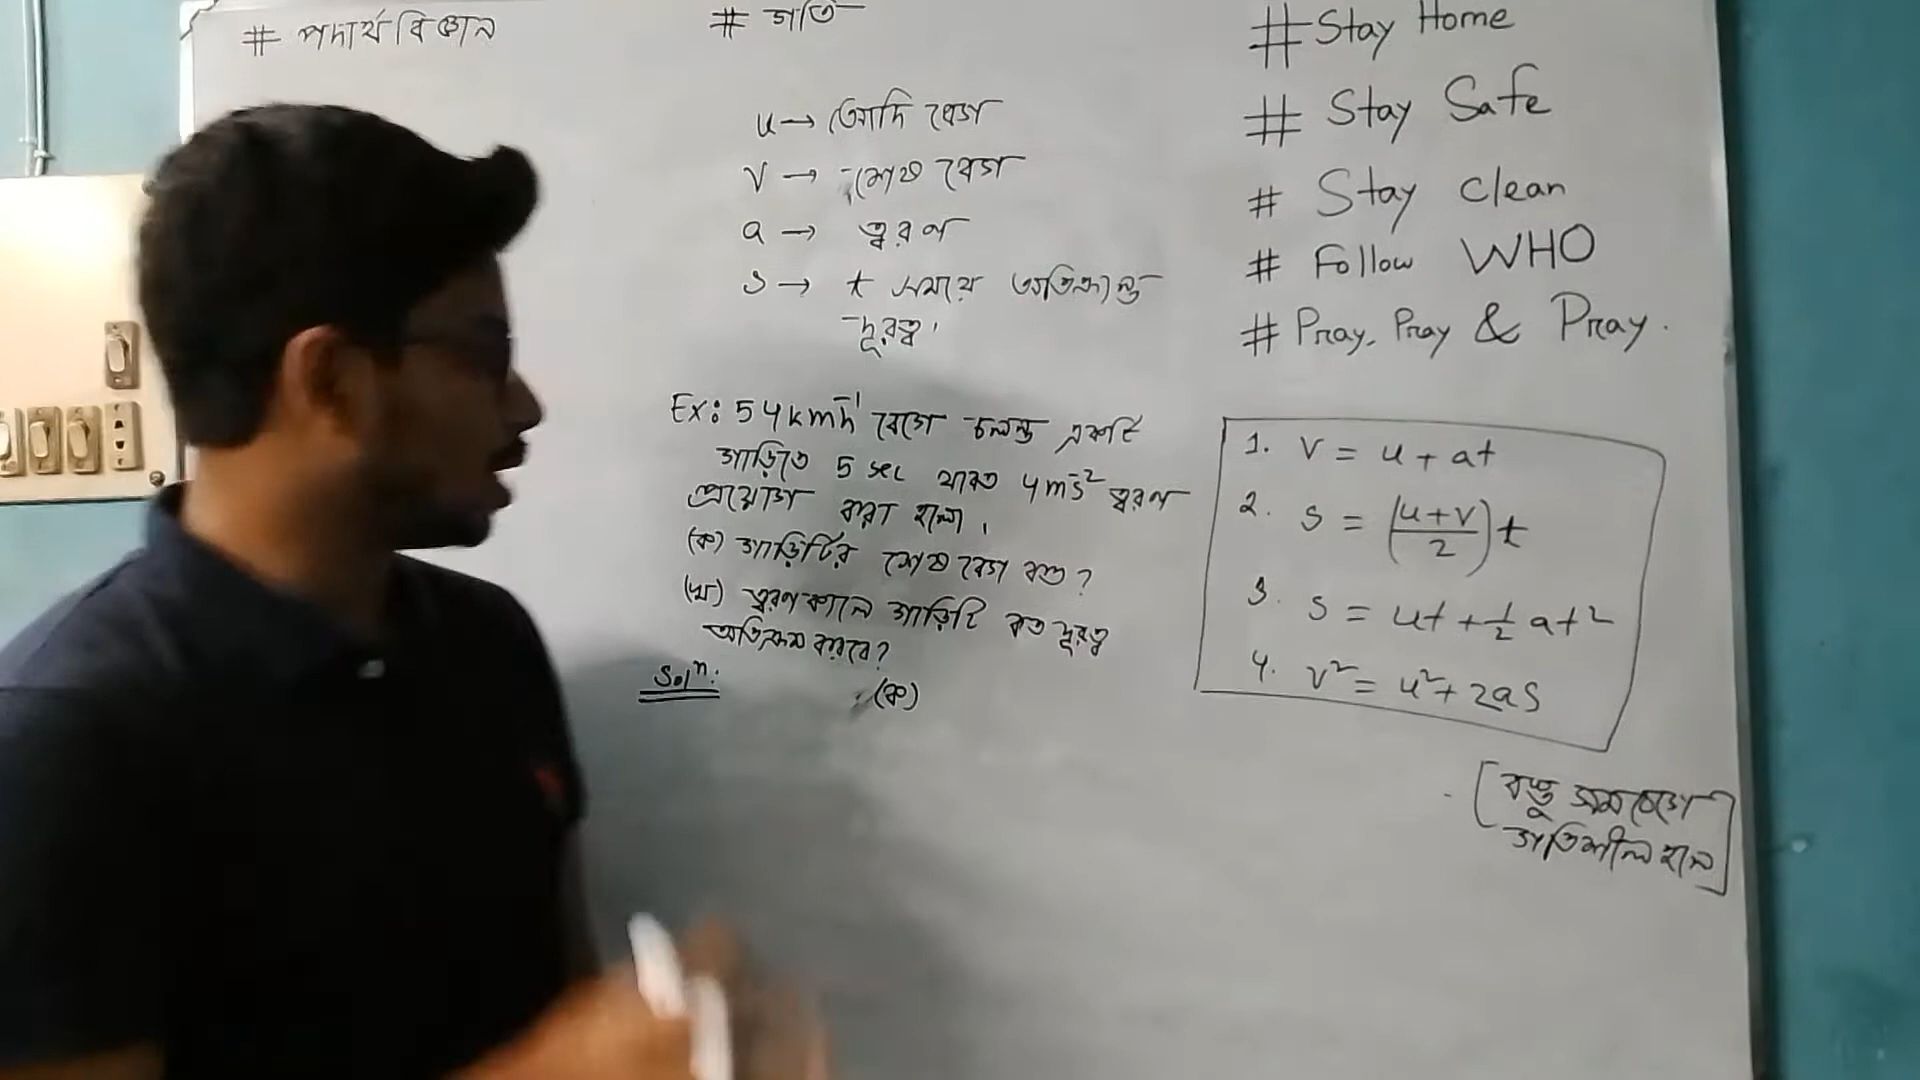 # পদার্থবিজ্ঞান
# গতি
u → আদি বেগ
v → শেষ বেগ
a → ত্বরণ
s → t সময়ে অতিক্রান্ত
দূরত্ব।
Ex: 54kmh⁻¹ বেগে চলন্ত একটি
গাড়িতে 5 sec যাবত 4ms⁻² ত্বরণ
প্রয়োগ করা হলো।
(ক) গাড়িটির শেষ বেগ কত?
(খ) ত্বরণকালে গাড়িটি কত দূরত্ব
অতিক্রম করবে?
Solⁿ:
(ক)
#Stay Home
# Stay Safe
# Stay clean
# Follow WHO
# Pray, Pray & Pray.
1. v = u + at
2. s = (u+v/2)t
3. s = ut + 1/2 at²
4. v² = u² + 2as
[বস্তু সমবেগে
গতিশীল হলে]